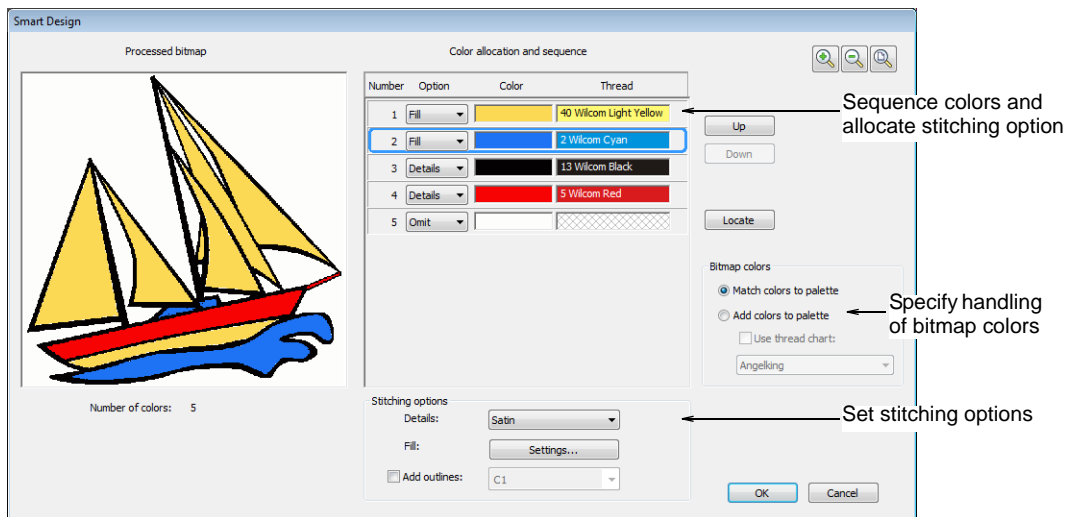 Smart Design
Processed bitmap
Color allocation and sequence
Number Option Color Thread
1 Fill 40 Wilcom Light Yellow
2 Fill 2 Wilcom Cyan
3 Details 13 Wilcom Black
4 Details 5 Wilcom Red
5 Omit
Up
Down
Locate
Sequence colors and
allocate stitching option
Bitmap colors
Match colors to palette
Add colors to palette
Use thread chart:
Angelking
Specify handling
of bitmap colors
Number of colors: 5
Stitching options
Details: Satin
Fill: Settings...
Add outlines: C1
Set stitching options
OK Cancel